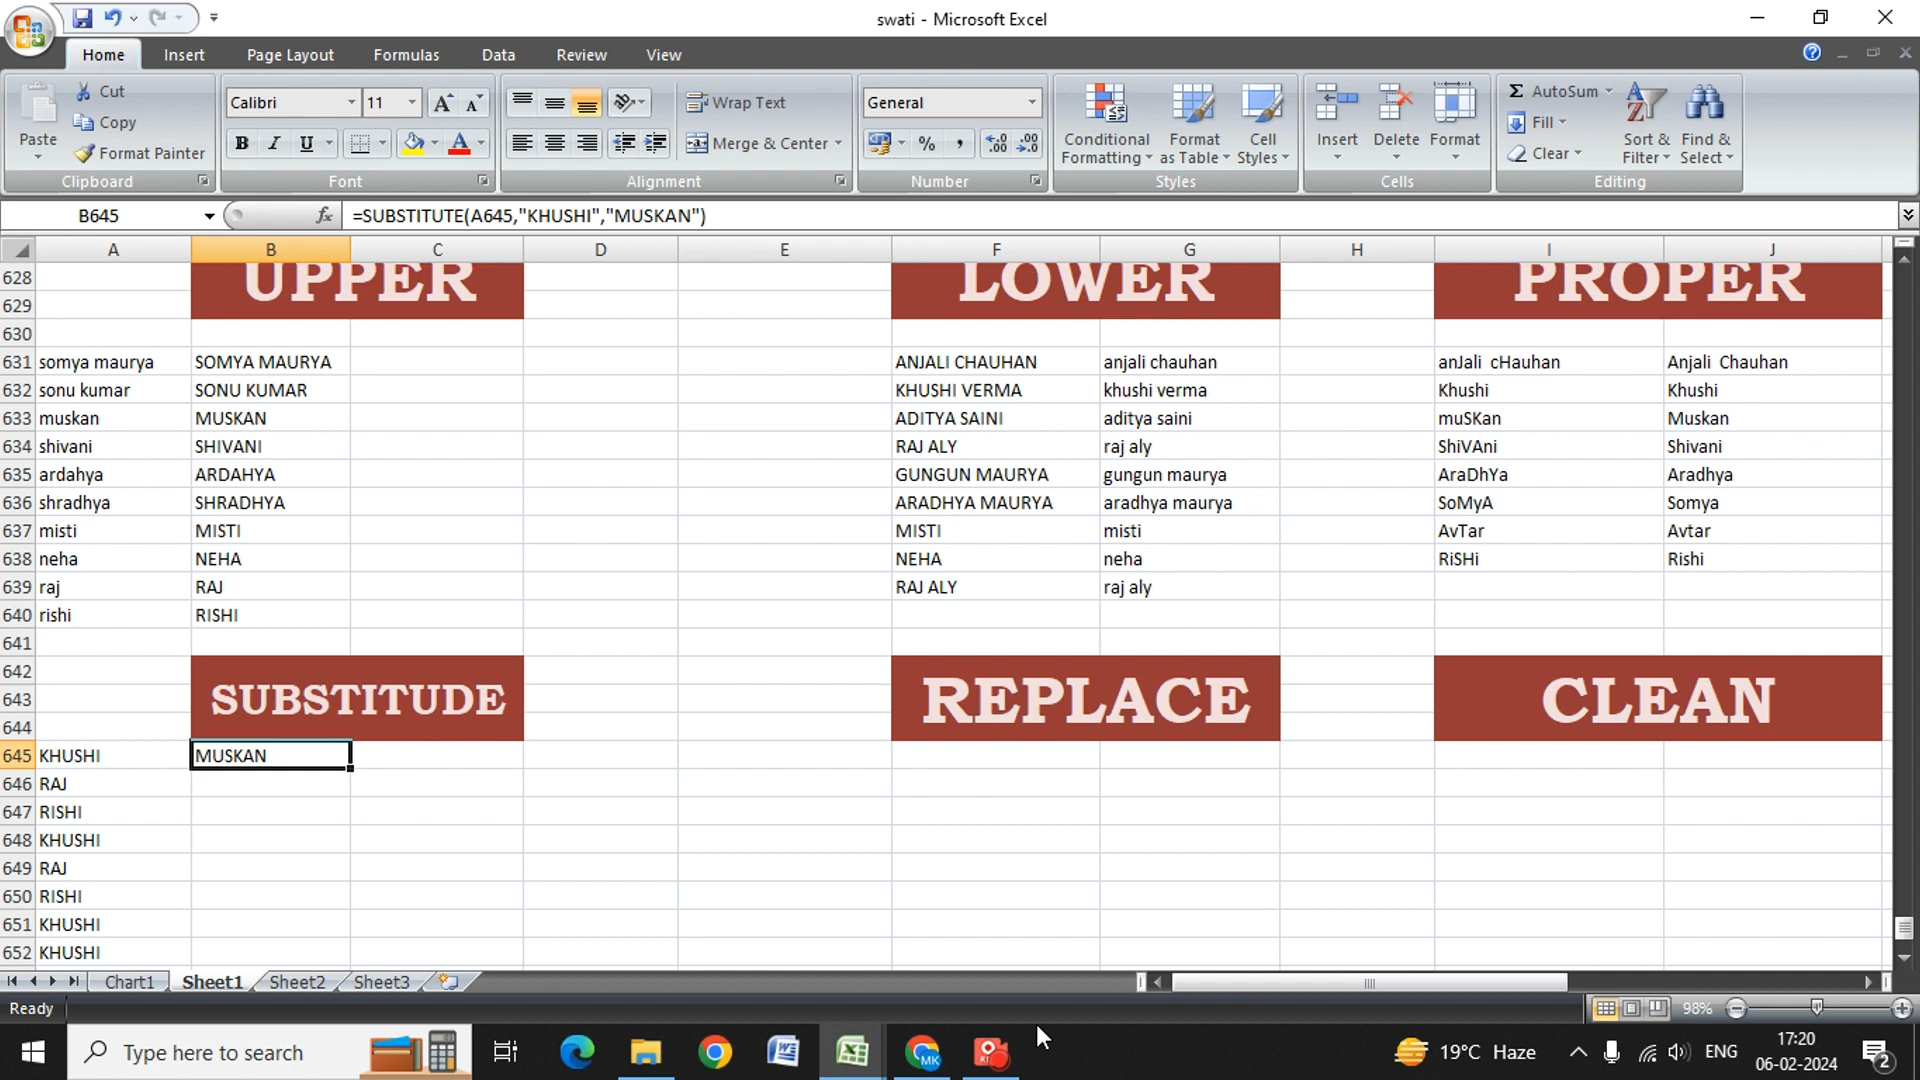 swati - Microsoft Excel
Home Insert Page Layout Formulas Data Review View
Paste Cut Copy Format Painter Clipboard
Calibri 11 B I U Font
Wrap Text Merge & Center Alignment
General % , Number
Conditional Formatting Format as Table Cell Styles Styles
Insert Delete Format Cells
AutoSum Fill Clear Sort & Filter Find & Select Editing
B645 fx =SUBSTITUTE(A645,"KHUSHI","MUSKAN")
A B C D E F G H I J
628 UPPER LOWER PROPER
629
630
631 somya maurya SOMYA MAURYA ANJALI CHAUHAN anjali chauhan anJali cHauhan Anjali Chauhan
632 sonu kumar SONU KUMAR KHUSHI VERMA khushi verma Khushi Khushi
633 muskan MUSKAN ADITYA SAINI aditya saini muSKan Muskan
634 shivani SHIVANI RAJ ALY raj aly ShiVAni Shivani
635 ardahya ARDAHYA GUNGUN MAURYA gungun maurya AraDhYa Aradhya
636 shradhya SHRADHYA ARADHYA MAURYA aradhya maurya SoMyA Somya
637 misti MISTI MISTI misti AvTar Avtar
638 neha NEHA NEHA neha RiSHi Rishi
639 raj RAJ RAJ ALY raj aly
640 rishi RISHI
641
642
643 SUBSTITUDE REPLACE CLEAN
644
645 KHUSHI MUSKAN
646 RAJ
647 RISHI
648 KHUSHI
649 RAJ
650 RISHI
651 KHUSHI
652 KHUSHI
Chart1 Sheet1 Sheet2 Sheet3
Ready 98%
Type here to search 19°C Haze ENG 17:20
06-02-2024 2